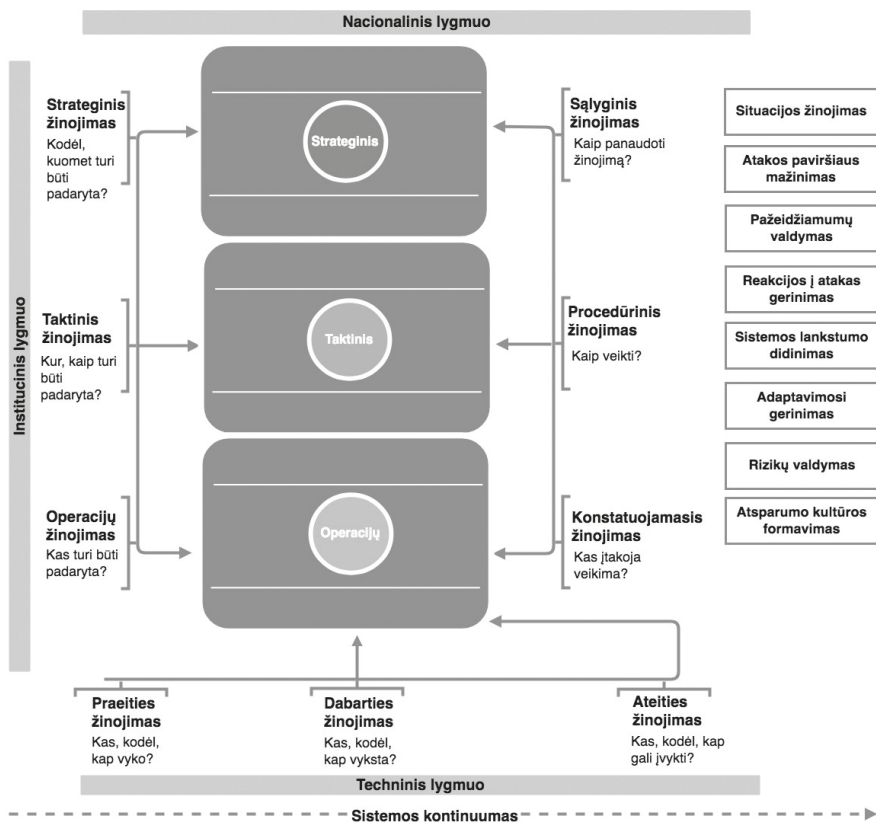 Nacionalinis lygmuo
Institucinis lygmuo
Strateginis
žinojimas
Kodėl,
kuomet turi
būti
padaryta?
Strateginis
Sąlyginis
žinojimas
Kaip panaudoti
žinojimą?
Taktinis
žinojimas
Kur, kaip turi
būti
padaryta?
Taktinis
Procedūrinis
žinojimas
Kaip veikti?
Operacijų
žinojimas
Kas turi būti
padaryta?
Operacijų
Konstatuojamasis
žinojimas
Kas įtakoja
veikima?
Situacijos žinojimas
Atakos paviršiaus
mažinimas
Pažeidžiamumų
valdymas
Reakcijos į atakas
gerinimas
Sistemos lankstumo
didinimas
Adaptavimosi
gerinimas
Rizikų valdymas
Atsparumo kultūros
formavimas
Praeities
žinojimas
Kas, kodėl,
kap vyko?
Dabarties
žinojimas
Kas, kodėl,
kap vyksta?
Ateities
žinojimas
Kas, kodėl, kap
gali įvykti?
Techninis lygmuo
Sistemos kontinuumas